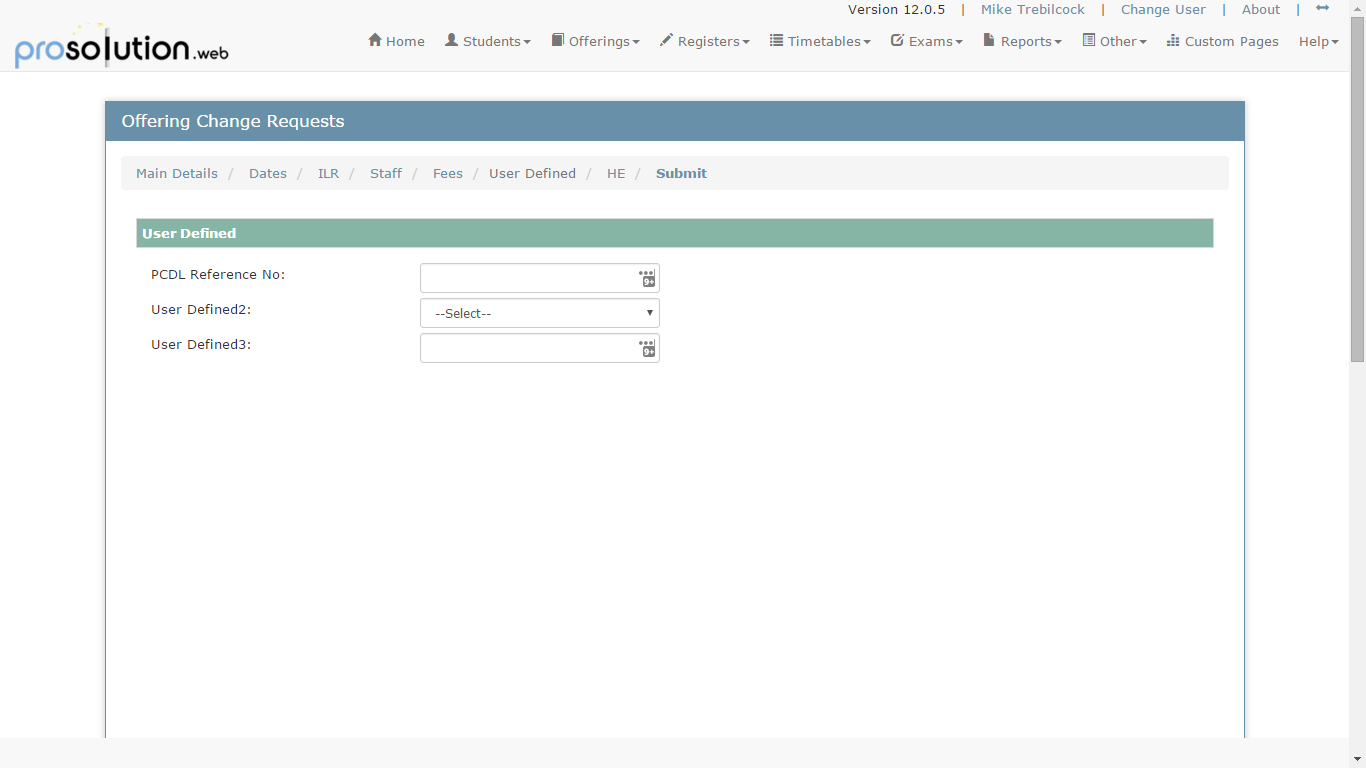 Version 12.0.5 | Mike Trebilcock | Change User | About |
prosolution.web
Home Students Offerings Registers Timetables Exams Reports Other Custom Pages Help
Offering Change Requests
Main Details / Dates / ILR / Staff / Fees / User Defined / HE / Submit
User Defined
PCDL Reference No:
9+
User Defined2: --Select--
User Defined3:
9+